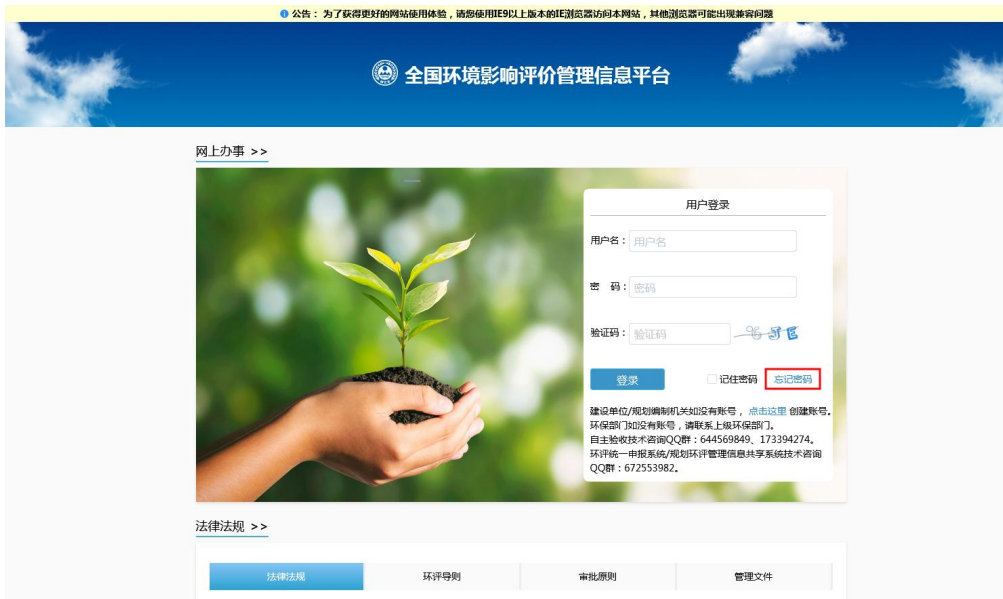 公告： 为了获得更好的网站使用体验，请您使用IE9以上版本的IE浏览器访问本网站，其他浏览器可能出现兼容问题
全国环境影响评价管理信息平台
网上办事 >>
用户登录
用户名： 用户名
密 码： 密码
验证码： 验证码
登录 记住密码 忘记密码
建设单位/规划编制机关如没有账号， 点击这里 创建账号。
环保部门如没有账号，请联系上级环保部门。
自主验收技术咨询QQ群：644569849、173394274。
环评统一申报系统/规划环评管理信息共享系统技术咨询
QQ群：672553982。
法律法规 >>
法律法规 环评导则 审批原则 管理文件